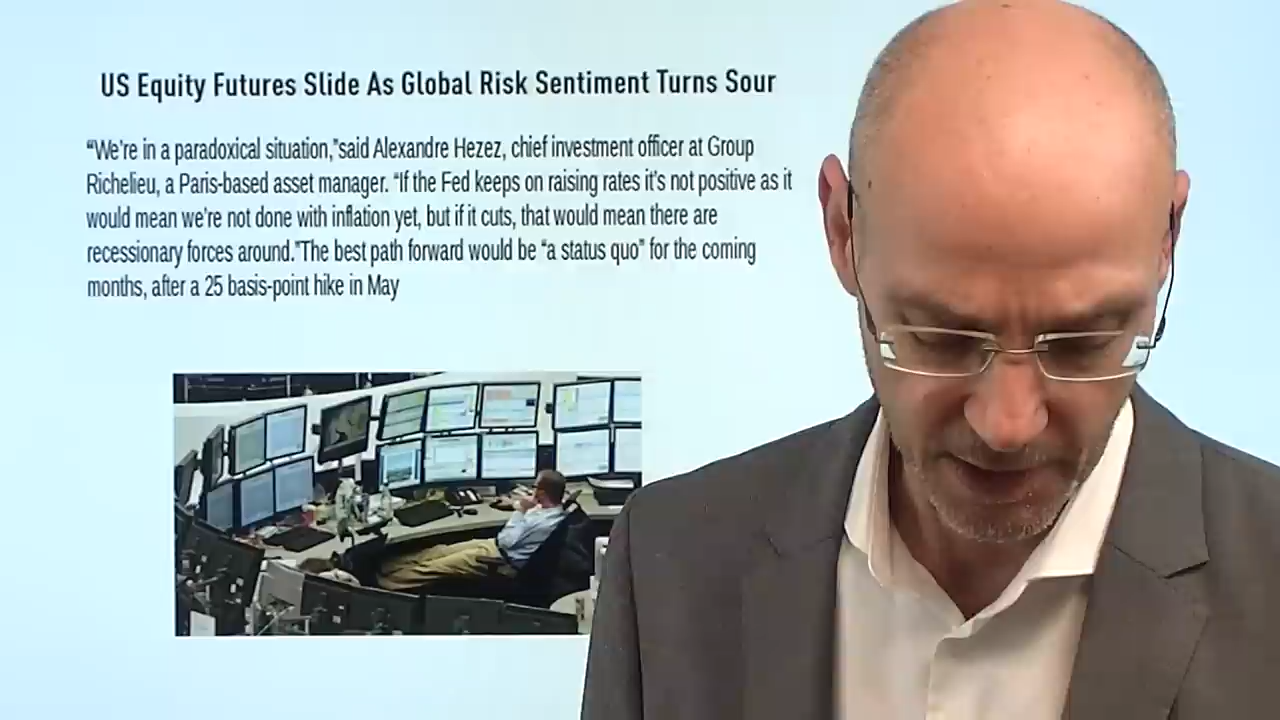 US Equity Futures Slide As Global Risk Sentiment Turns Sour
“We’re in a paradoxical situation,”said Alexandre Hezez, chief investment officer at Group
Richelieu, a Paris-based asset manager. “If the Fed keeps on raising rates it’s not positive as it
would mean we’re not done with inflation yet, but if it cuts, that would mean there are
recessionary forces around.”The best path forward would be “a status quo” for the coming
months, after a 25 basis-point hike in May